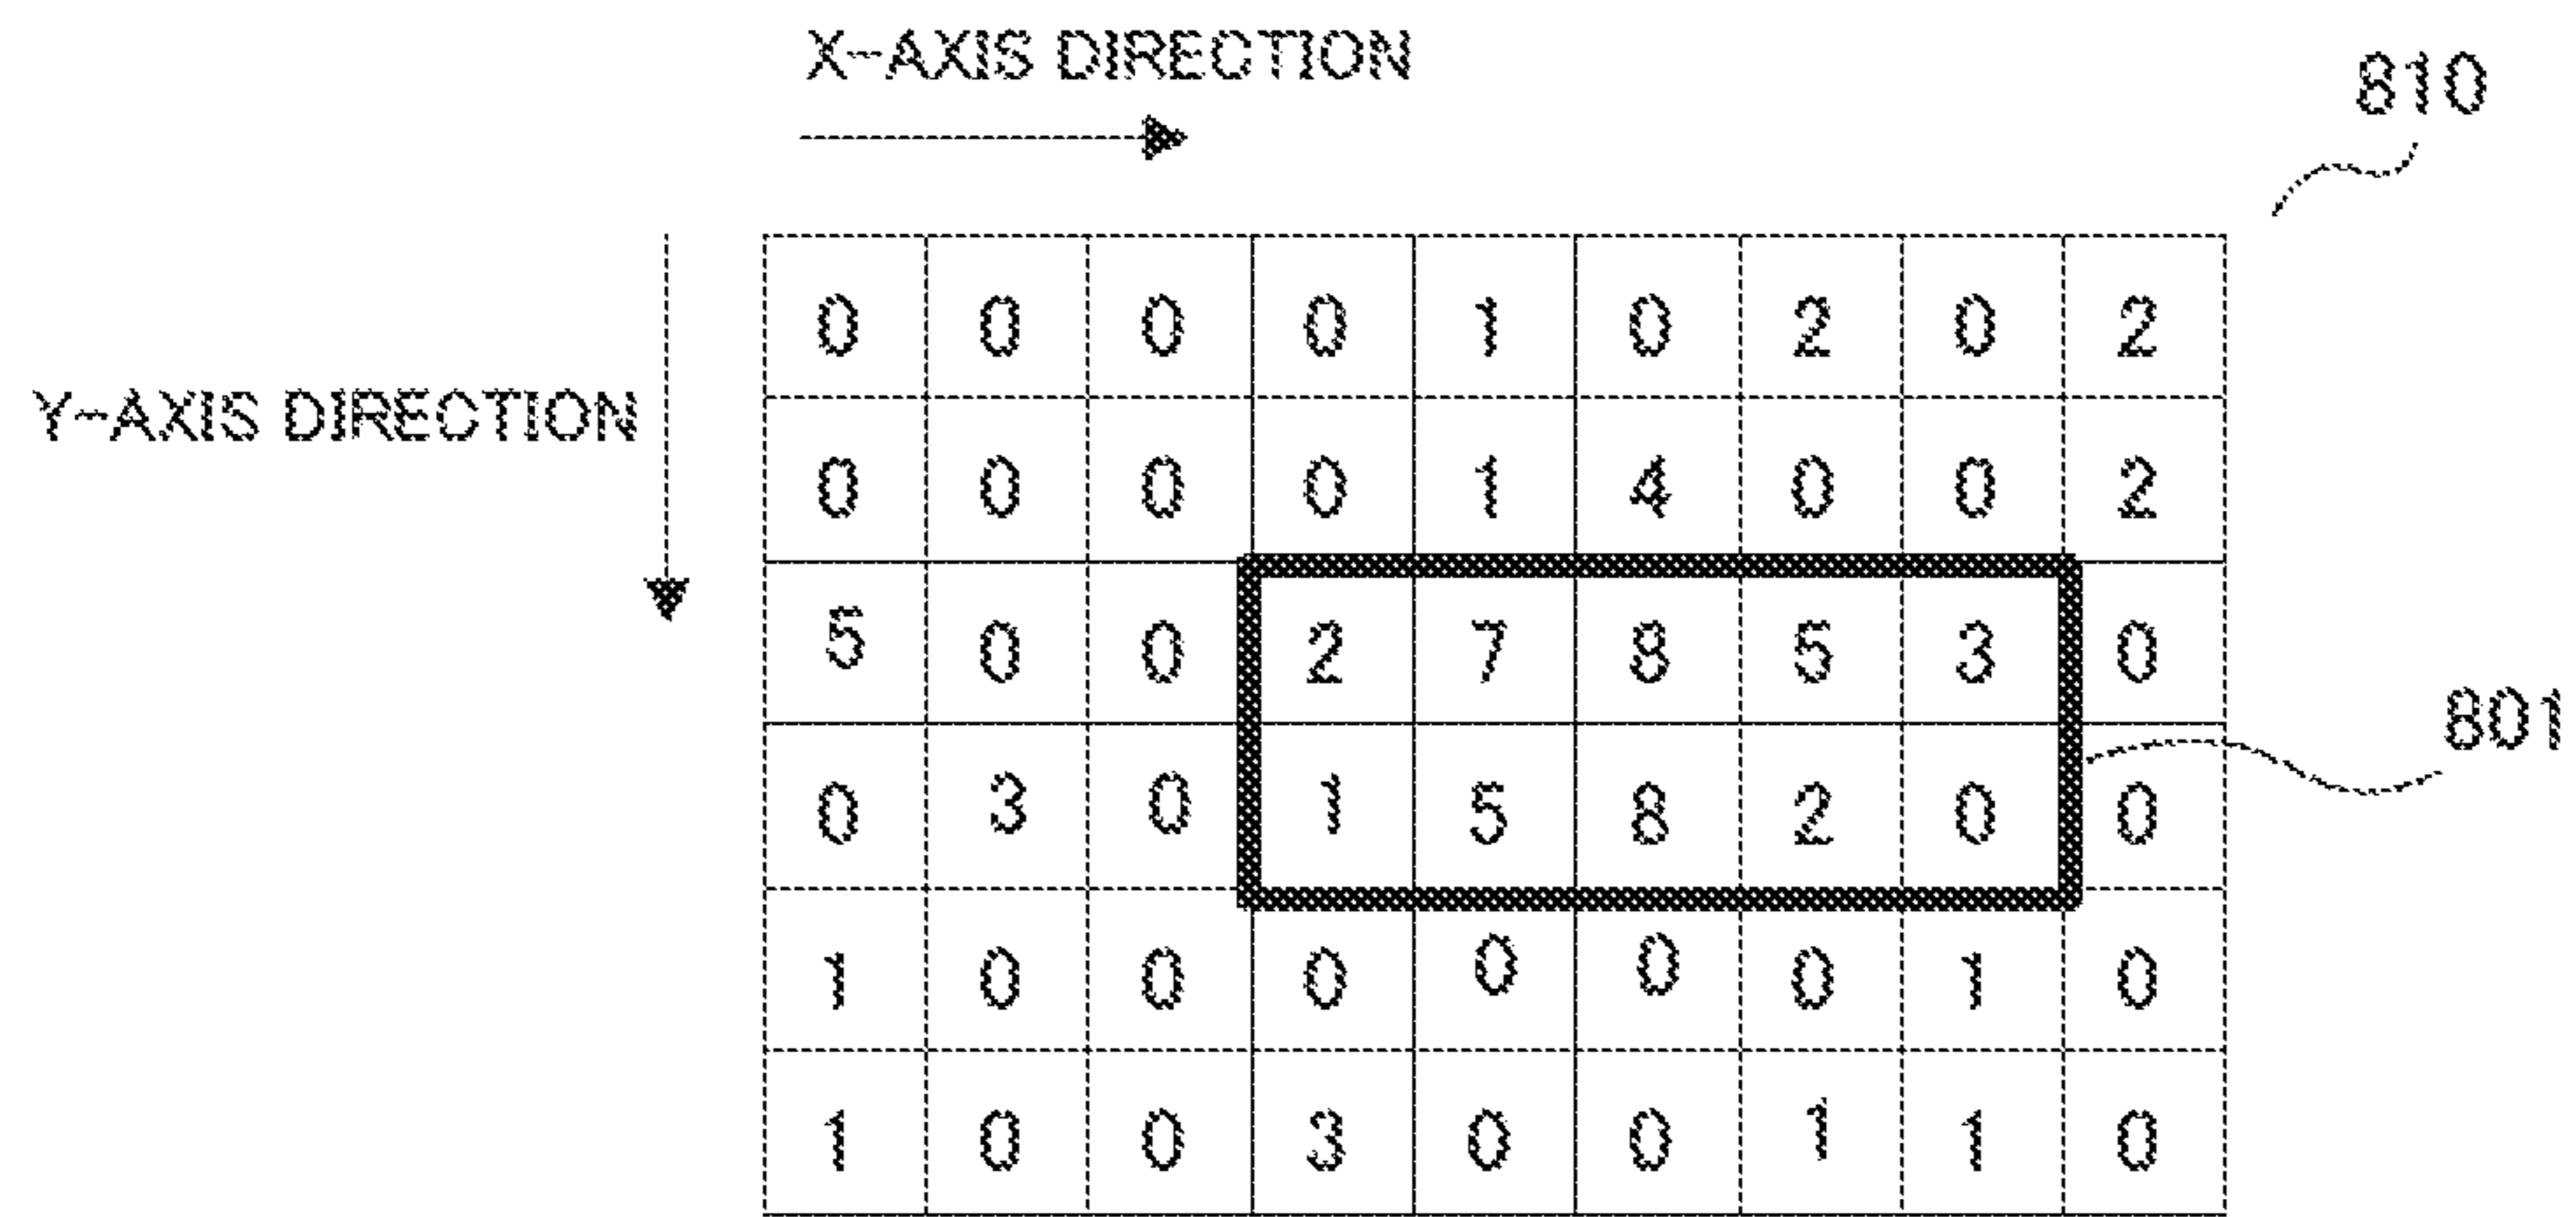 X-AXIS DIRECTION
810
Y-AXIS DIRECTION
0 0 0 0 1 0 2 0 2
0 0 0 0 1 4 0 0 2
5 0 0 2 7 8 5 3 0
801
0 3 0 1 5 8 2 0 0
1 0 0 0 0 0 0 1 0
1 0 0 3 0 0 1 1 0